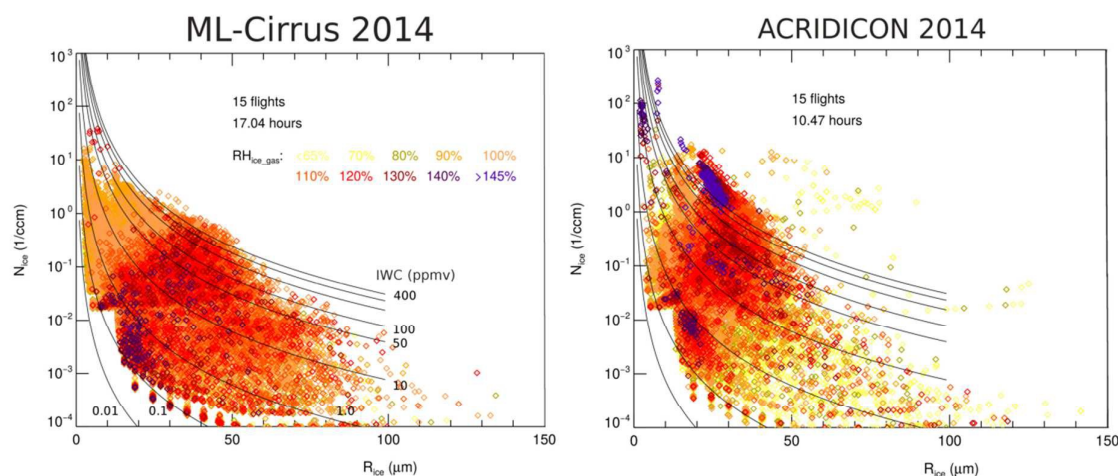 ML-Cirrus 2014
10³
10²
10¹
10⁰
10⁻¹
10⁻²
10⁻³
10⁻⁴
N_ice (1/ccm)
15 flights
17.04 hours
RH_ice_gas: <65% 70% 80% 90% 100%
110% 120% 130% 140% >145%
IWC (ppmv)
400
100
50
10
0.01 0.1 1.0
0 50 100 150
R_ice (μm)
ACRIDICON 2014
10³
10²
10¹
10⁰
10⁻¹
10⁻²
10⁻³
10⁻⁴
N_ice (1/ccm)
15 flights
10.47 hours
0 50 100 150
R_ice (μm)